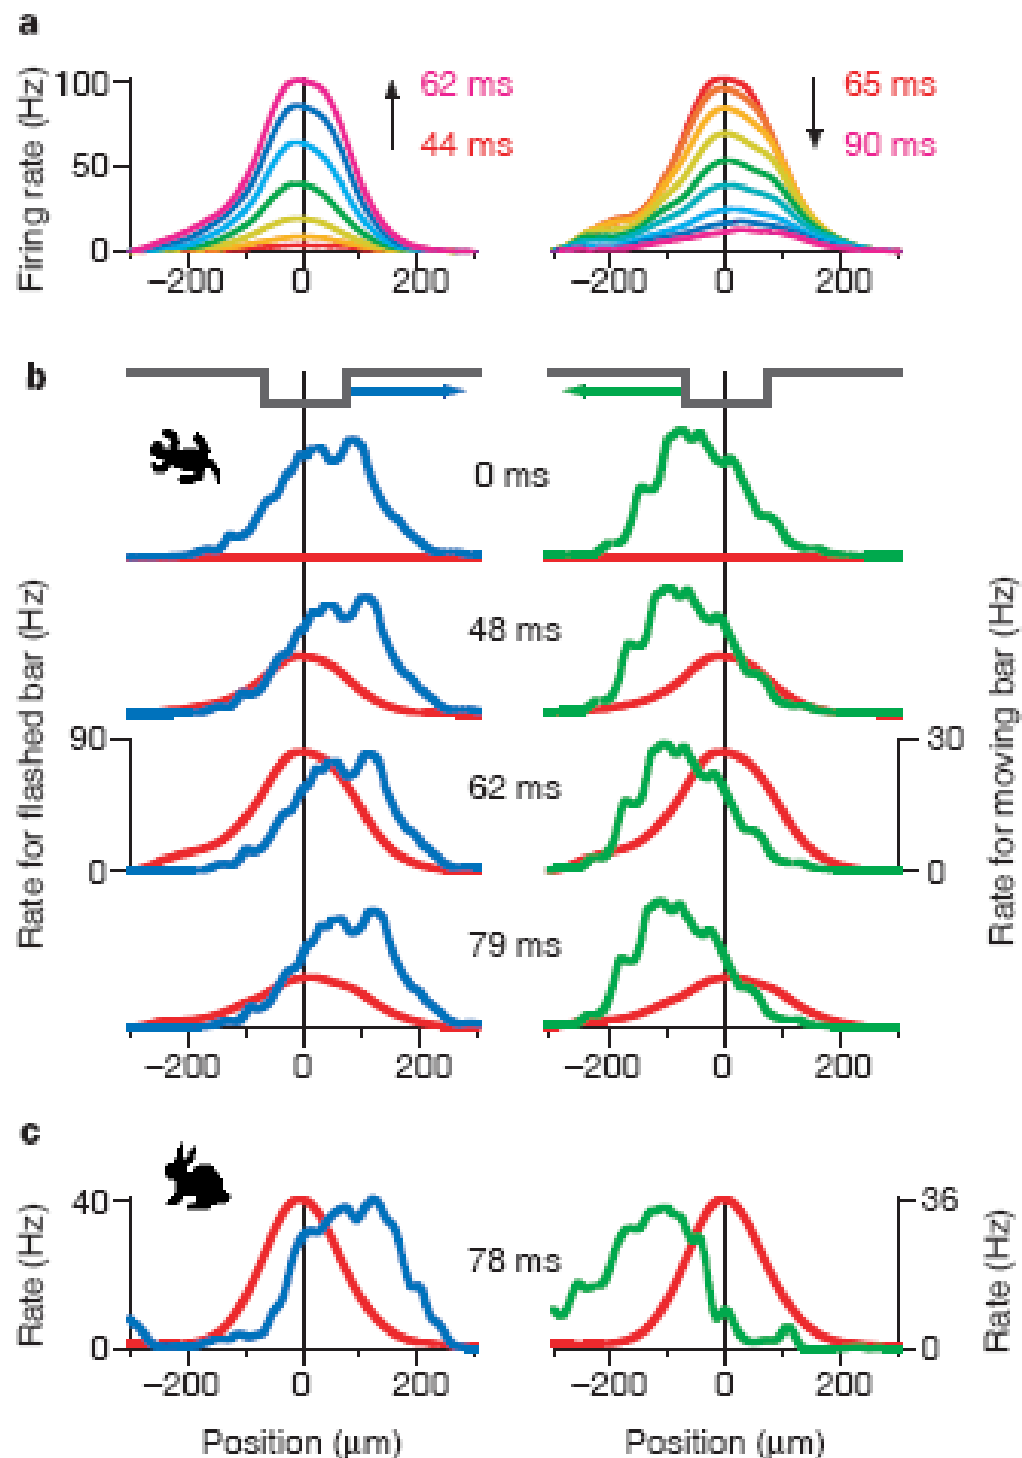 a
Firing rate (Hz)
100
50
0
62 ms
44 ms
65 ms
90 ms
−200 0 200
−200 0 200
b
0 ms
48 ms
62 ms
79 ms
Rate for flashed bar (Hz)
90
0
Rate for moving bar (Hz)
30
0
−200 0 200
−200 0 200
c
Rate (Hz)
40
0
78 ms
36
0
Rate (Hz)
−200 0 200
−200 0 200
Position (µm)
Position (µm)